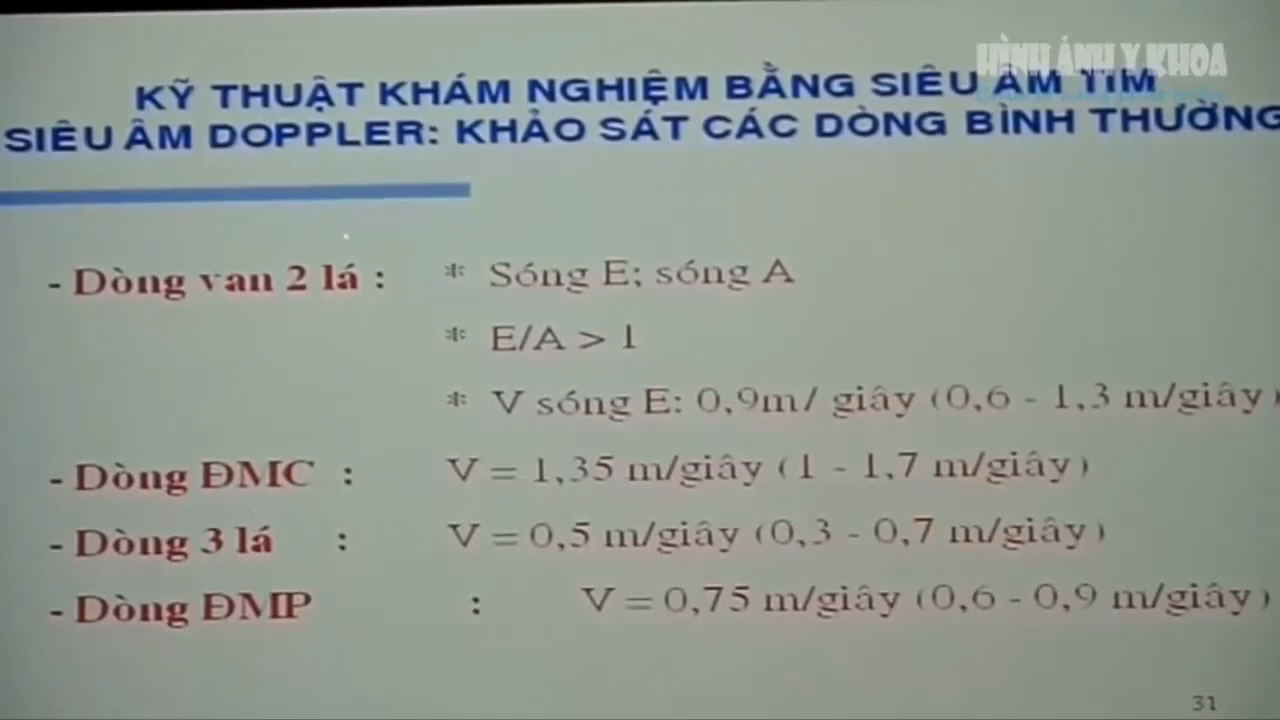 HÌNH ẢNH Y KHOA
KỸ THUẬT KHÁM NGHIỆM BẰNG SIÊU ÂM TIM
SIÊU ÂM DOPPLER: KHẢO SÁT CÁC DÒNG BÌNH THƯỜNG
- Dòng van 2 lá : * Sóng E; sóng A
* E/A > 1
* V sóng E: 0,9m/ giây (0,6 - 1,3 m/giây)
- Dòng ĐMC : V = 1,35 m/giây (1 - 1,7 m/giây)
- Dòng 3 lá : V = 0,5 m/giây (0,3 - 0,7 m/giây)
- Dòng ĐMP : V = 0,75 m/giây (0,6 - 0,9 m/giây)
31